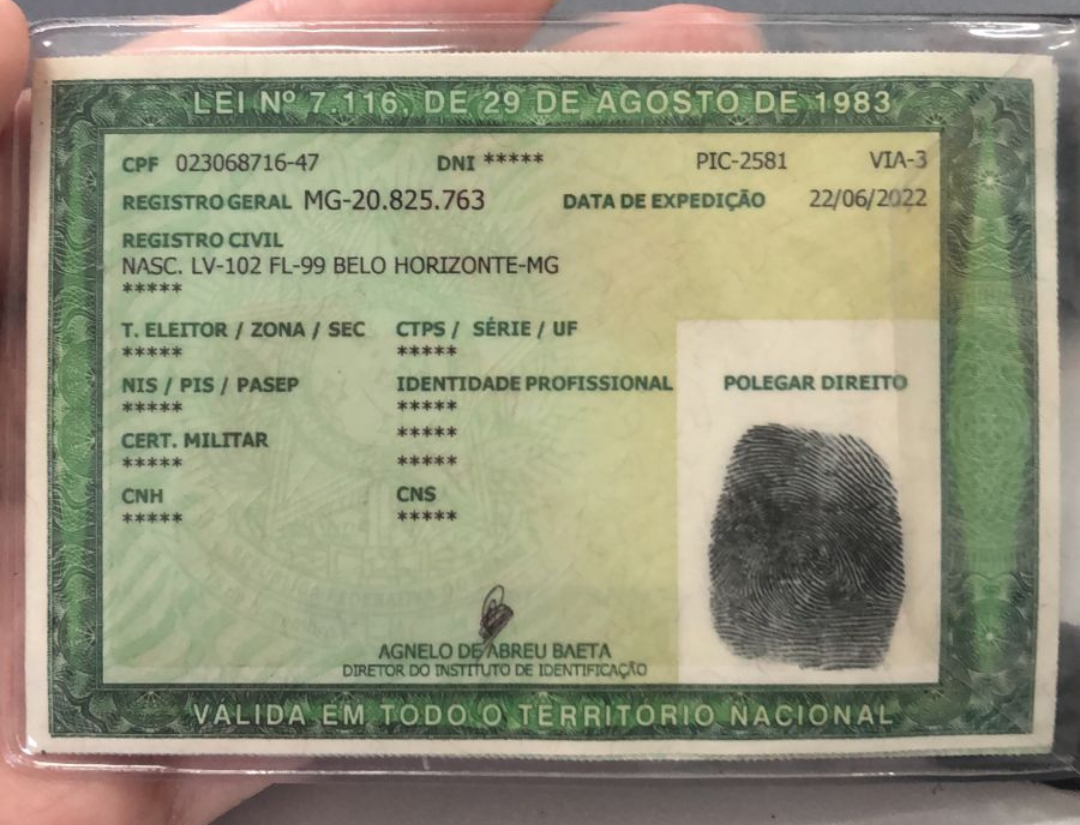 LEI Nº 7.116, DE 29 DE AGOSTO DE 1983
CPF 023068716-47 DNI ***** PIC-2581 VIA-3
REGISTRO GERAL MG-20.825.763 DATA DE EXPEDIÇÃO 22/06/2022
REGISTRO CIVIL
NASC. LV-102 FL-99 BELO HORIZONTE-MG
*****
T. ELEITOR / ZONA / SEC CTPS / SÉRIE / UF
***** *****
NIS / PIS / PASEP IDENTIDADE PROFISSIONAL POLEGAR DIREITO
***** *****
*****
CERT. MILITAR
***** *****
CNH CNS
***** *****
AGNELO DE ABREU BAETA
DIRETOR DO INSTITUTO DE IDENTIFICAÇÃO
VÁLIDA EM TODO O TERRITÓRIO NACIONAL